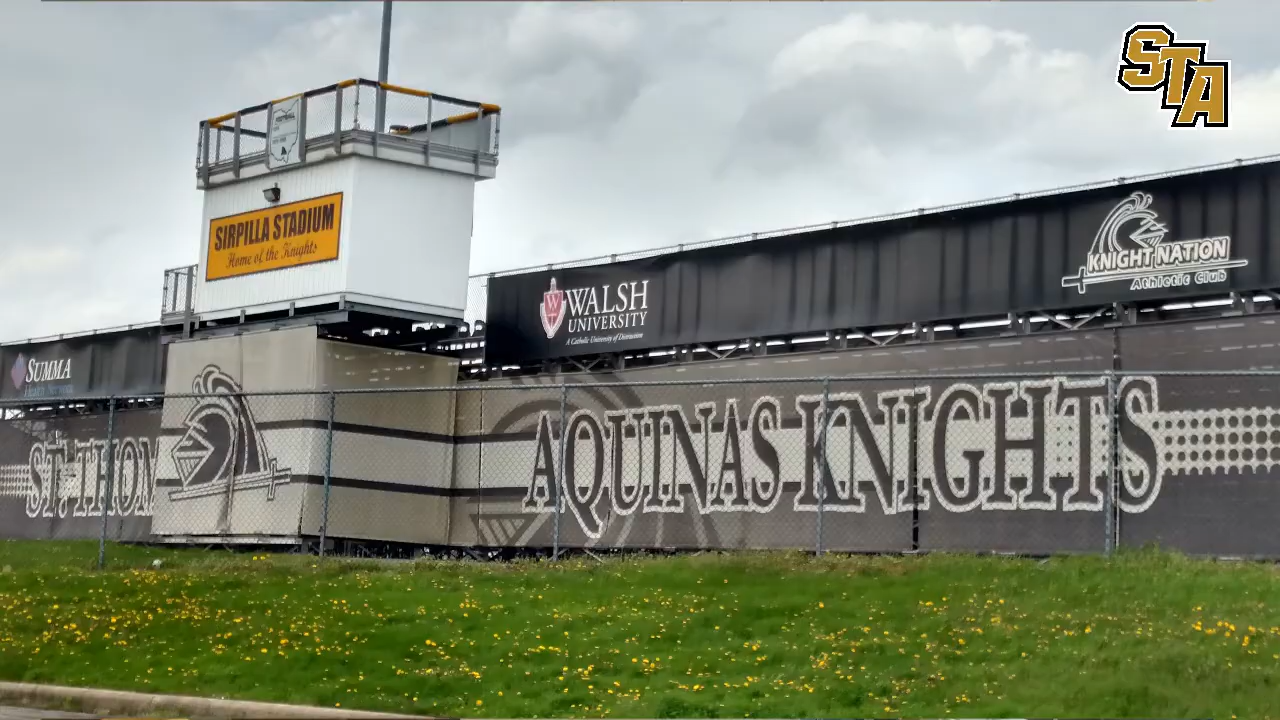 STA
SIRPILLA STADIUM
Home of the Knights
W
WALSH
UNIVERSITY
A Catholic University of Distinction
KNIGHT NATION
Athletic Club
SUMMA
ST. THOM
AQUINAS KNIGHTS